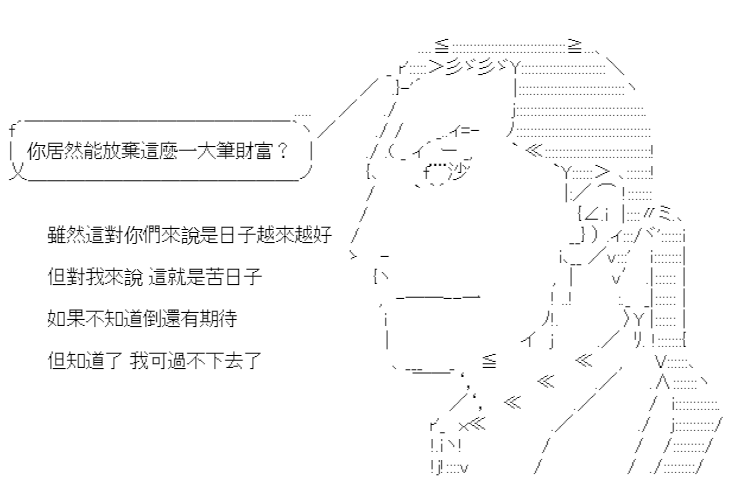 你居然能放棄這麼一大筆財富？
雖然這對你們來說是日子越來越好
但對我來說 這就是苦日子
如果不知道倒還有期待
但知道了 我可過不下去了